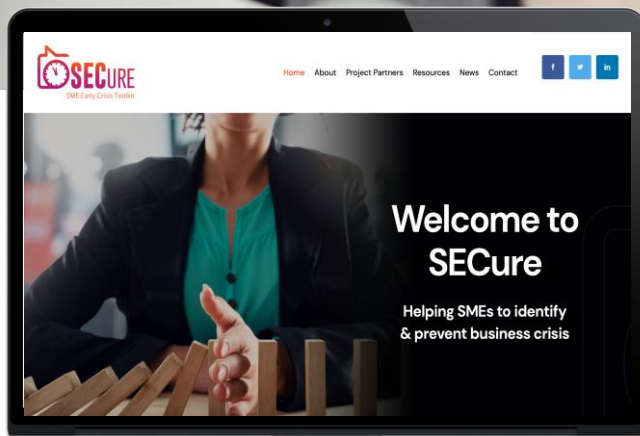 SECURE
SME Early Crisis Toolkit
Home About Project Partners Resources News Contact
f
in
Welcome to
SECure
Helping SMEs to identify
& prevent business crisis